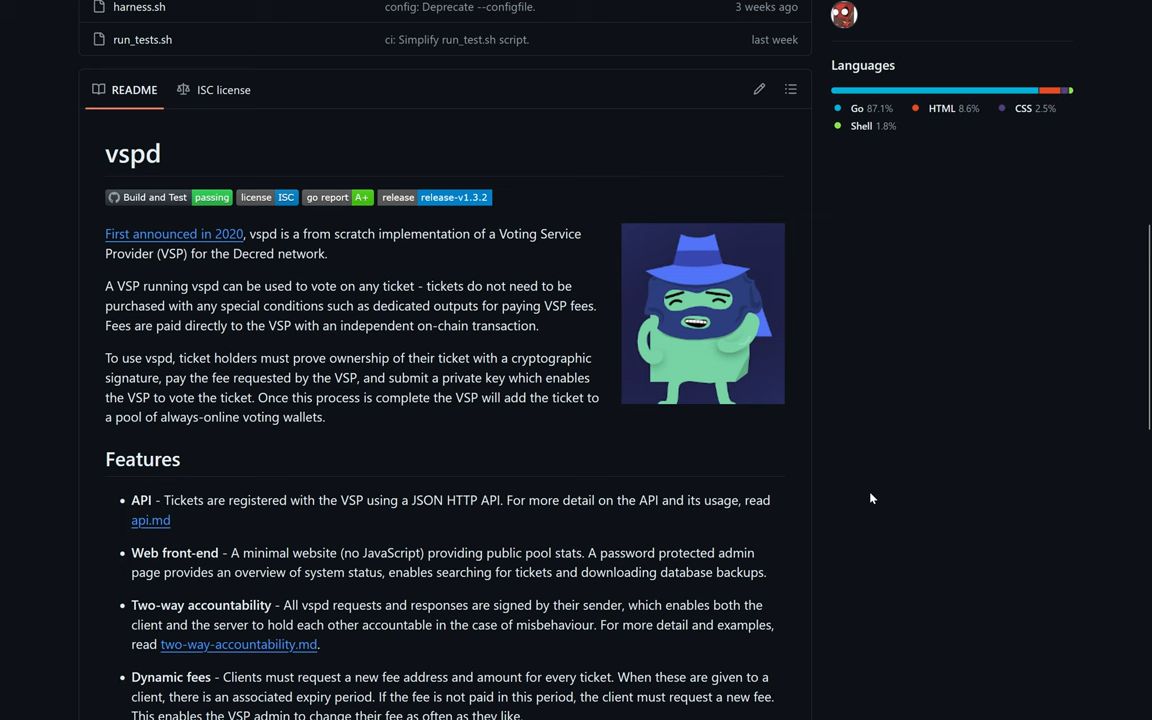 harness.sh config: Deprecate --configfile. 3 weeks ago
run_tests.sh ci: Simplify run_test.sh script. last week
README ISC license
Languages
Go 87.1% HTML 8.6% CSS 2.5%
Shell 1.8%
vspd
Build and Test passing license ISC go report A+ release release-v1.3.2
First announced in 2020, vspd is a from scratch implementation of a Voting Service
Provider (VSP) for the Decred network.
A VSP running vspd can be used to vote on any ticket - tickets do not need to be
purchased with any special conditions such as dedicated outputs for paying VSP fees.
Fees are paid directly to the VSP with an independent on-chain transaction.
To use vspd, ticket holders must prove ownership of their ticket with a cryptographic
signature, pay the fee requested by the VSP, and submit a private key which enables
the VSP to vote the ticket. Once this process is complete the VSP will add the ticket to
a pool of always-online voting wallets.
Features
API - Tickets are registered with the VSP using a JSON HTTP API. For more detail on the API and its usage, read
api.md
Web front-end - A minimal website (no JavaScript) providing public pool stats. A password protected admin
page provides an overview of system status, enables searching for tickets and downloading database backups.
Two-way accountability - All vspd requests and responses are signed by their sender, which enables both the
client and the server to hold each other accountable in the case of misbehaviour. For more detail and examples,
read two-way-accountability.md.
Dynamic fees - Clients must request a new fee address and amount for every ticket. When these are given to a
client, there is an associated expiry period. If the fee is not paid in this period, the client must request a new fee.
This enables the VSP admin to change their fee as often as they like.